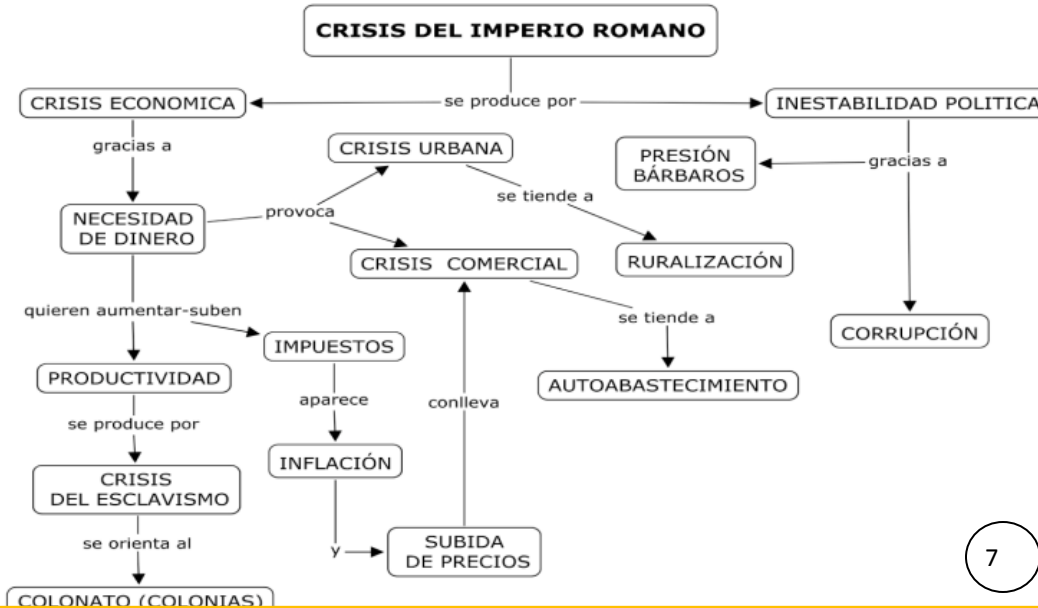 CRISIS DEL IMPERIO ROMANO
se produce por
CRISIS ECONOMICA
INESTABILIDAD POLITICA
gracias a
CRISIS URBANA
PRESIÓN
BÁRBAROS
gracias a
se tiende a
NECESIDAD
DE DINERO
provoca
CRISIS COMERCIAL
RURALIZACIÓN
quieren aumentar-suben
se tiende a
IMPUESTOS
CORRUPCIÓN
PRODUCTIVIDAD
AUTOABASTECIMIENTO
aparece
conlleva
se produce por
INFLACIÓN
CRISIS
DEL ESCLAVISMO
se orienta al
y
SUBIDA
DE PRECIOS
7
COLONATO (COLONIAS)